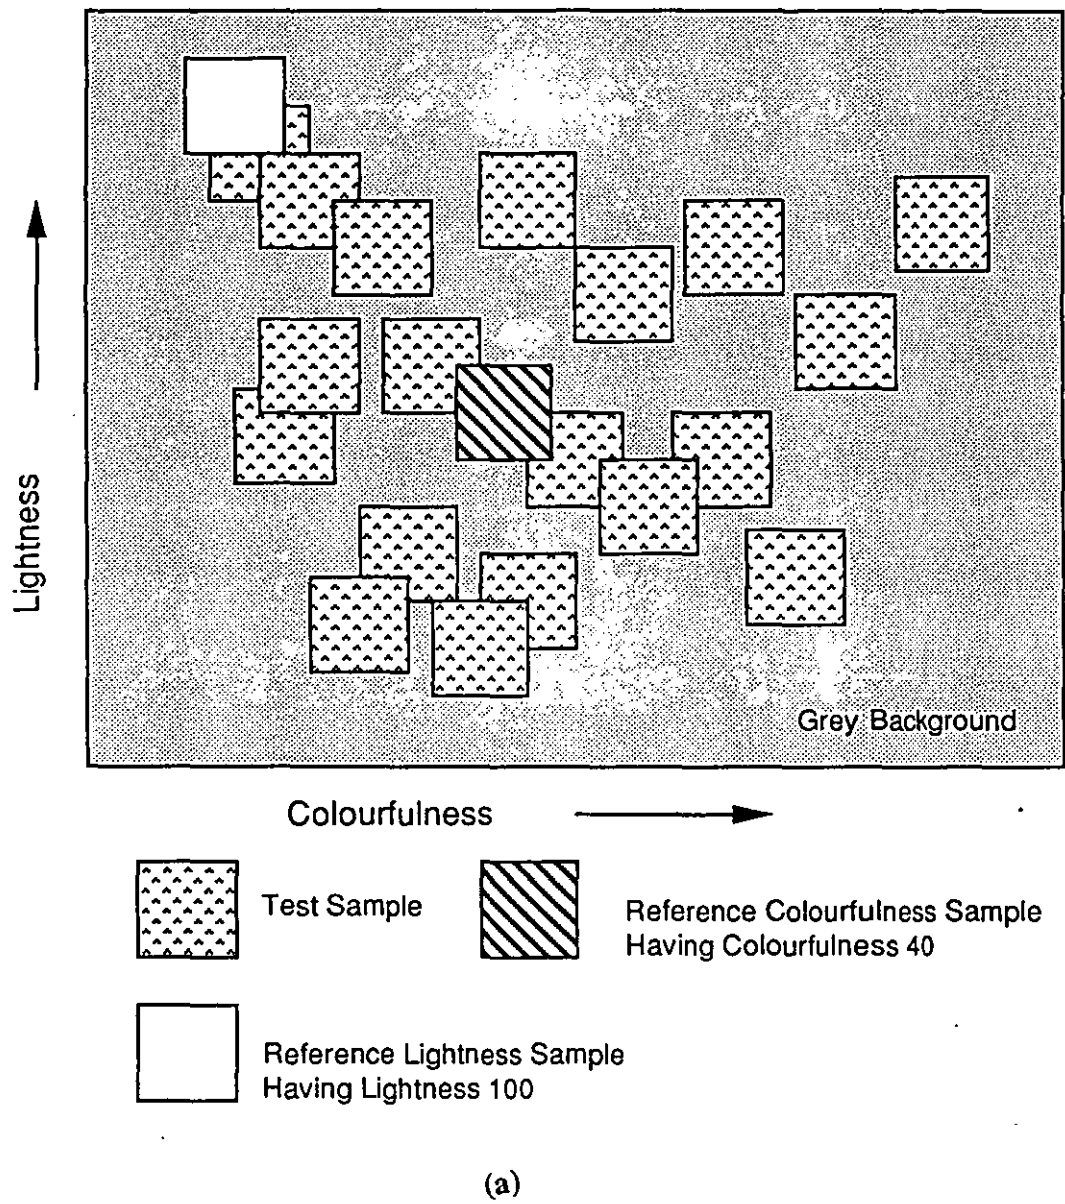 Lightness
Grey Background
Colourfulness
Test Sample
Reference Colourfulness Sample
Having Colourfulness 40
Reference Lightness Sample
Having Lightness 100
(a)